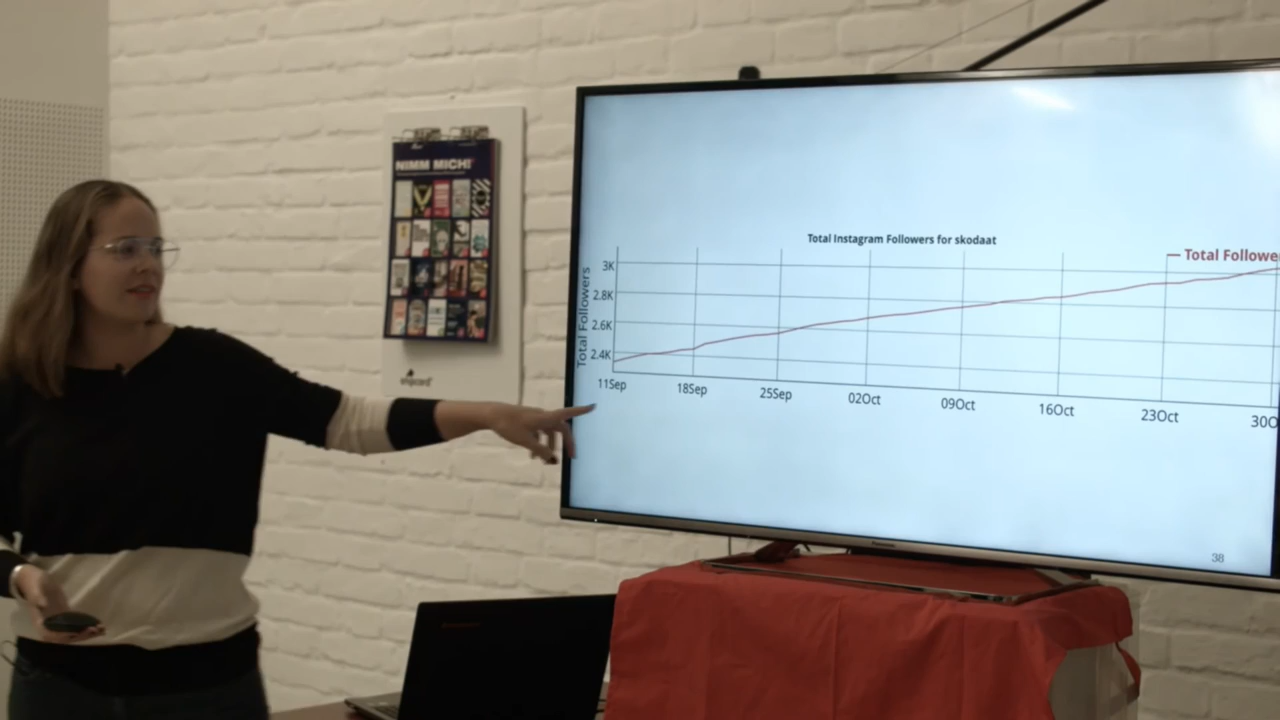 NIMM MICH!
Total Instagram Followers for skodaat
Total Followe
Total Followers
3K
2.8K
2.6K
2.4K
11Sep
18Sep
25Sep
02Oct
09Oct
16Oct
23Oct
30O
38